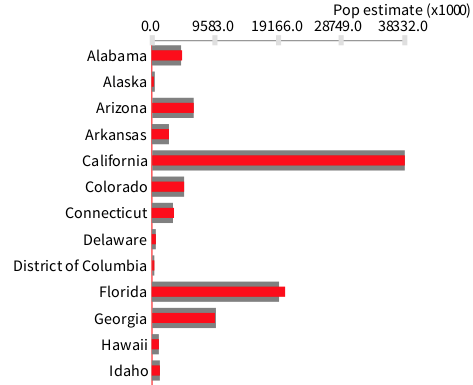 Pop estimate (x1000)
0.0 9583.0 19166.0 28749.0 38332.0
Alabama
Alaska
Arizona
Arkansas
California
Colorado
Connecticut
Delaware
District of Columbia
Florida
Georgia
Hawaii
Idaho